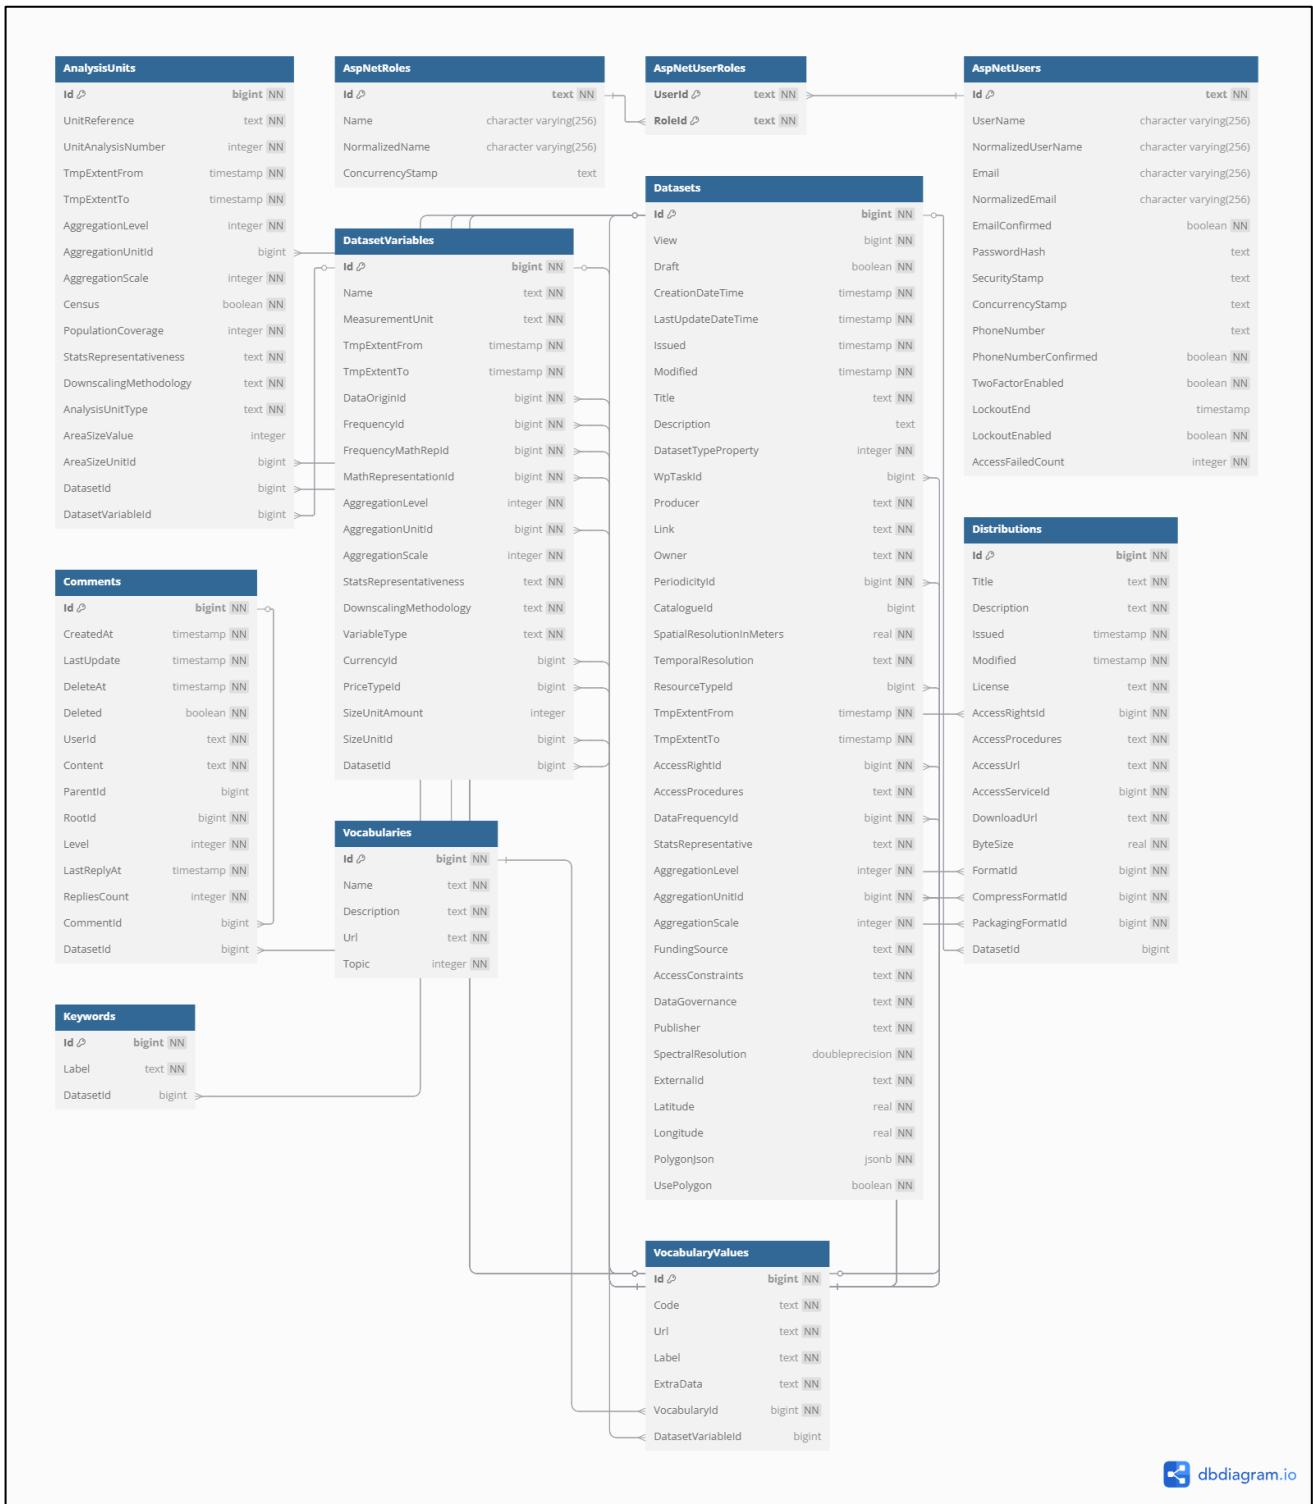 AnalysisUnits
Id bigint NN
UnitReference text NN
UnitAnalysisNumber integer NN
TmpExtentFrom timestamp NN
TmpExtentTo timestamp NN
AggregationLevel integer NN
AggregationUnitId bigint
AggregationScale integer NN
Census boolean NN
PopulationCoverage integer NN
StatsRepresentativeness text NN
DownscalingMethodology text NN
AnalysisUnitType text NN
AreaSizeValue integer
AreaSizeUnitId bigint
DatasetId bigint
DatasetVariableId bigint
AspNetRoles
Id text NN
Name character varying(256)
NormalizedName character varying(256)
ConcurrencyStamp text
AspNetUserRoles
UserId text NN
RoleId text NN
AspNetUsers
Id text NN
UserName character varying(256)
NormalizedUserName character varying(256)
Email character varying(256)
NormalizedEmail character varying(256)
EmailConfirmed boolean NN
PasswordHash text
SecurityStamp text
ConcurrencyStamp text
PhoneNumber text
PhoneNumberConfirmed boolean NN
TwoFactorEnabled boolean NN
LockoutEnd timestamp
LockoutEnabled boolean NN
AccessFailedCount integer NN
DatasetVariables
Id bigint NN
Name text NN
MeasurementUnit text NN
TmpExtentFrom timestamp NN
TmpExtentTo timestamp NN
DataOriginId bigint NN
FrequencyId bigint NN
FrequencyMathRepId bigint NN
MathRepresentationId bigint NN
AggregationLevel integer NN
AggregationUnitId bigint NN
AggregationScale integer NN
StatsRepresentativeness text NN
DownscalingMethodology text NN
VariableType text NN
CurrencyId bigint
PriceTypeId bigint
SizeUnitAmount integer
SizeUnitId bigint
DatasetId bigint
Datasets
Id bigint NN
View bigint NN
Draft boolean NN
CreationDateTime timestamp NN
LastUpdateDateTime timestamp NN
Issued timestamp NN
Modified timestamp NN
Title text NN
Description text
DatasetTypeProperty integer NN
WpTaskId bigint
Producer text NN
Link text NN
Owner text NN
PeriodicityId bigint NN
CatalogueId bigint
SpatialResolutionInMeters real NN
TemporalResolution text NN
ResourceTypeId bigint
TmpExtentFrom timestamp NN
TmpExtentTo timestamp NN
AccessRightId bigint NN
AccessProcedures text NN
DataFrequencyId bigint NN
StatsRepresentative text NN
AggregationLevel integer NN
AggregationUnitId bigint NN
AggregationScale integer NN
FundingSource text NN
AccessConstraints text NN
DataGovernance text NN
Publisher text NN
SpectralResolution doubleprecision NN
ExternalId text NN
Latitude real NN
Longitude real NN
PolygonJson jsonb NN
UsePolygon boolean NN
Distributions
Id bigint NN
Title text NN
Description text NN
Issued timestamp NN
Modified timestamp NN
License text NN
AccessRightsId bigint NN
AccessProcedures text NN
AccessUrl text NN
AccessServiceId bigint NN
DownloadUrl text NN
ByteSize real NN
FormatId bigint NN
CompressFormatId bigint NN
PackagingFormatId bigint NN
DatasetId bigint
Comments
Id bigint NN
CreatedAt timestamp NN
LastUpdate timestamp NN
DeleteAt timestamp NN
Deleted boolean NN
UserId text NN
Content text NN
ParentId bigint
RootId bigint NN
Level integer NN
LastReplyAt timestamp NN
RepliesCount integer NN
CommentId bigint
DatasetId bigint
Vocabularies
Id bigint NN
Name text NN
Description text NN
Url text NN
Topic integer NN
Keywords
Id bigint NN
Label text NN
DatasetId bigint
VocabularyValues
Id bigint NN
Code text NN
Url text NN
Label text NN
ExtraData text NN
VocabularyId bigint NN
DatasetVariableId bigint
dbdiagram.io